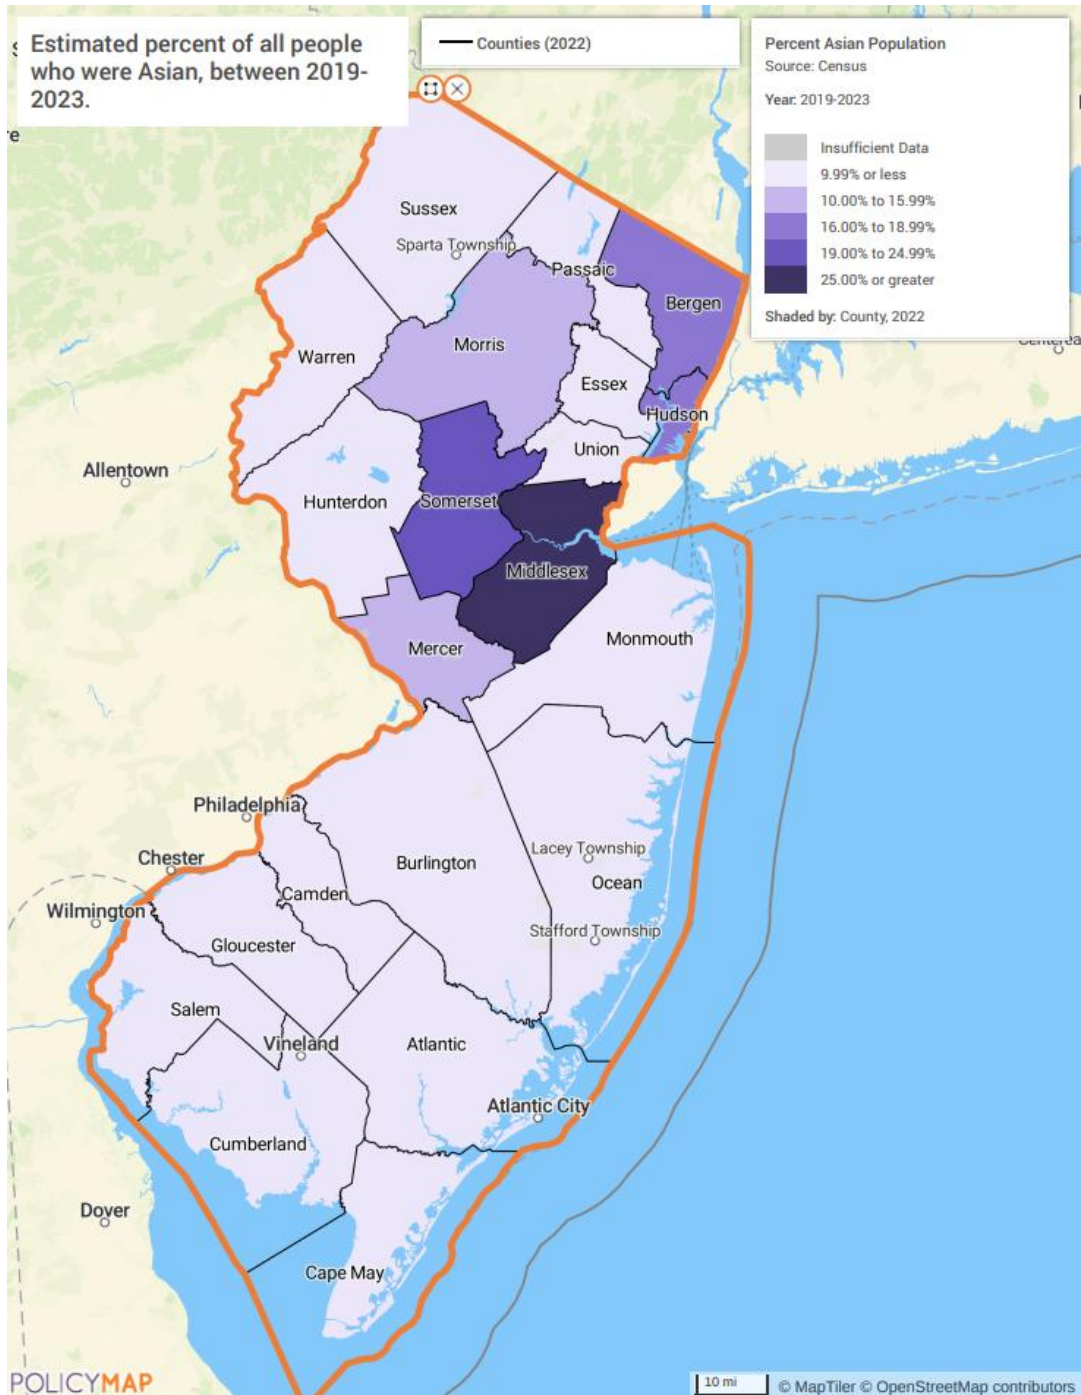 Estimated percent of all people
who were Asian, between 2019-
2023.
Counties (2022)
Percent Asian Population
Source: Census
Year: 2019-2023
Insufficient Data
9.99% or less
10.00% to 15.99%
16.00% to 18.99%
19.00% to 24.99%
25.00% or greater
Shaded by: County, 2022
Sussex
Sparta Township
Passaic
Bergen
Warren
Morris
Essex
Hudson
Union
Allentown
Hunterdon
Somerset
Middlesex
Mercer
Monmouth
Philadelphia
Chester
Burlington
Lacey Township
Ocean
Camden
Wilmington
Gloucester
Stafford Township
Salem
Vineland
Atlantic
Atlantic City
Cumberland
Dover
Cape May
POLICYMAP
10 mi
© MapTiler © OpenStreetMap contributors